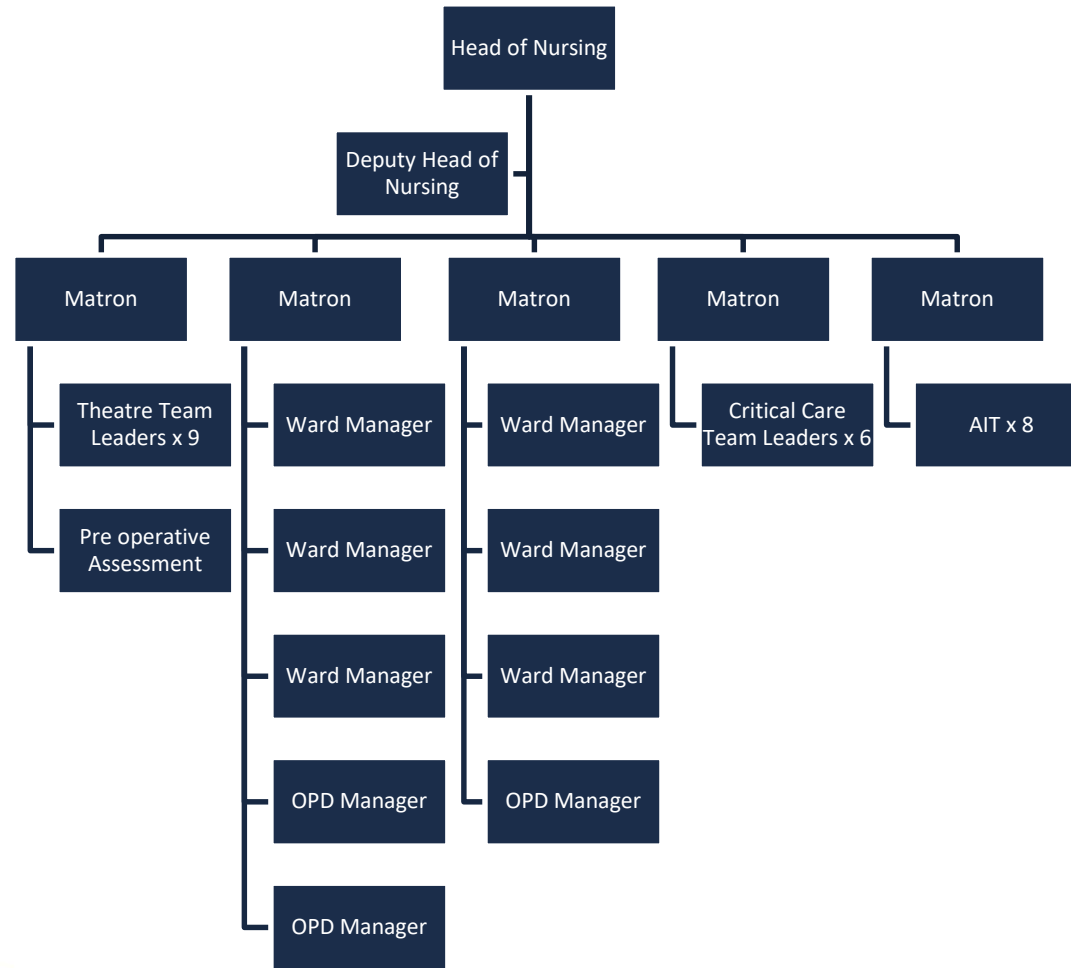 Head of Nursing
Deputy Head of
Nursing
Matron
Matron
Matron
Matron
Matron
Theatre Team
Leaders x 9
Ward Manager
Ward Manager
Critical Care
Team Leaders x 6
AIT x 8
Pre operative
Assessment
Ward Manager
Ward Manager
Ward Manager
Ward Manager
OPD Manager
OPD Manager
OPD Manager